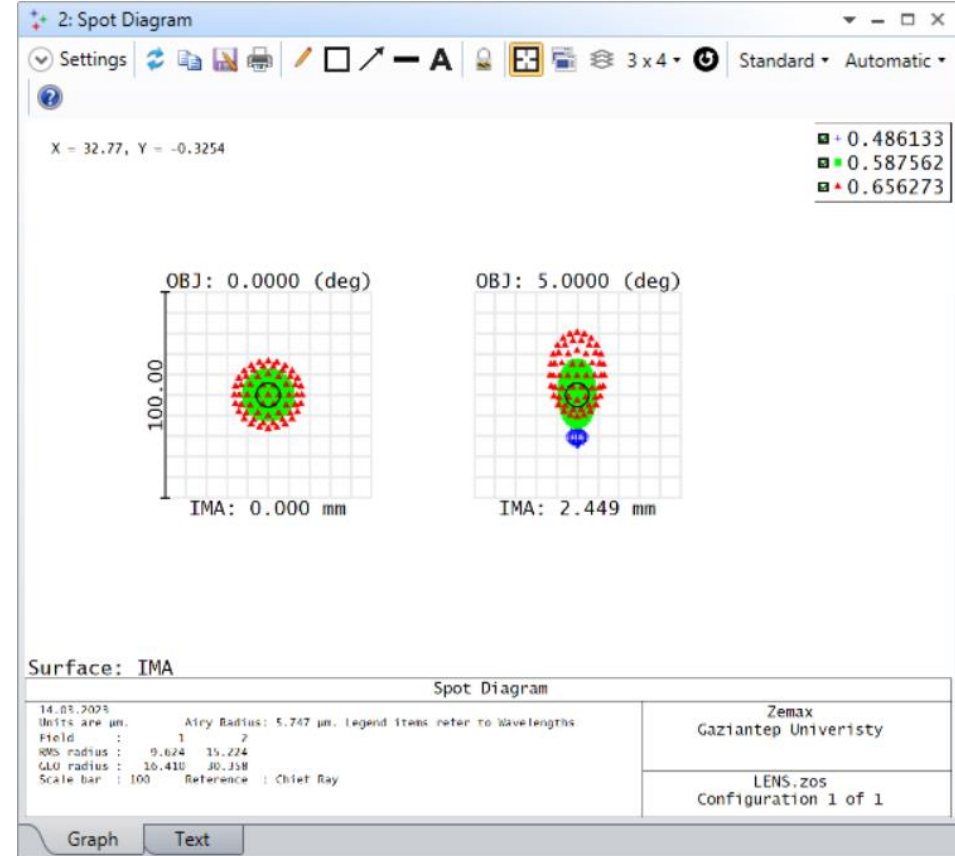 2: Spot Diagram
Settings A 3 x 4 Standard Automatic
X = 32.77, Y = -0.3254
0.486133
0.587562
0.656273
OBJ: 0.0000 (deg)
OBJ: 5.0000 (deg)
100.00
IMA: 0.000 mm
IMA: 2.449 mm
Surface: IMA
Spot Diagram
14.03.2023
Units are µm. Airy Radius: 5.747 µm. Legend items refer to Wavelengths
Field : 1 2
RMS radius : 9.624 15.224
GEO radius : 16.410 30.358
Scale bar : 100 Reference : Chief Ray
Zemax
Gaziantep Univeristy
LENS.zos
Configuration 1 of 1
Graph Text